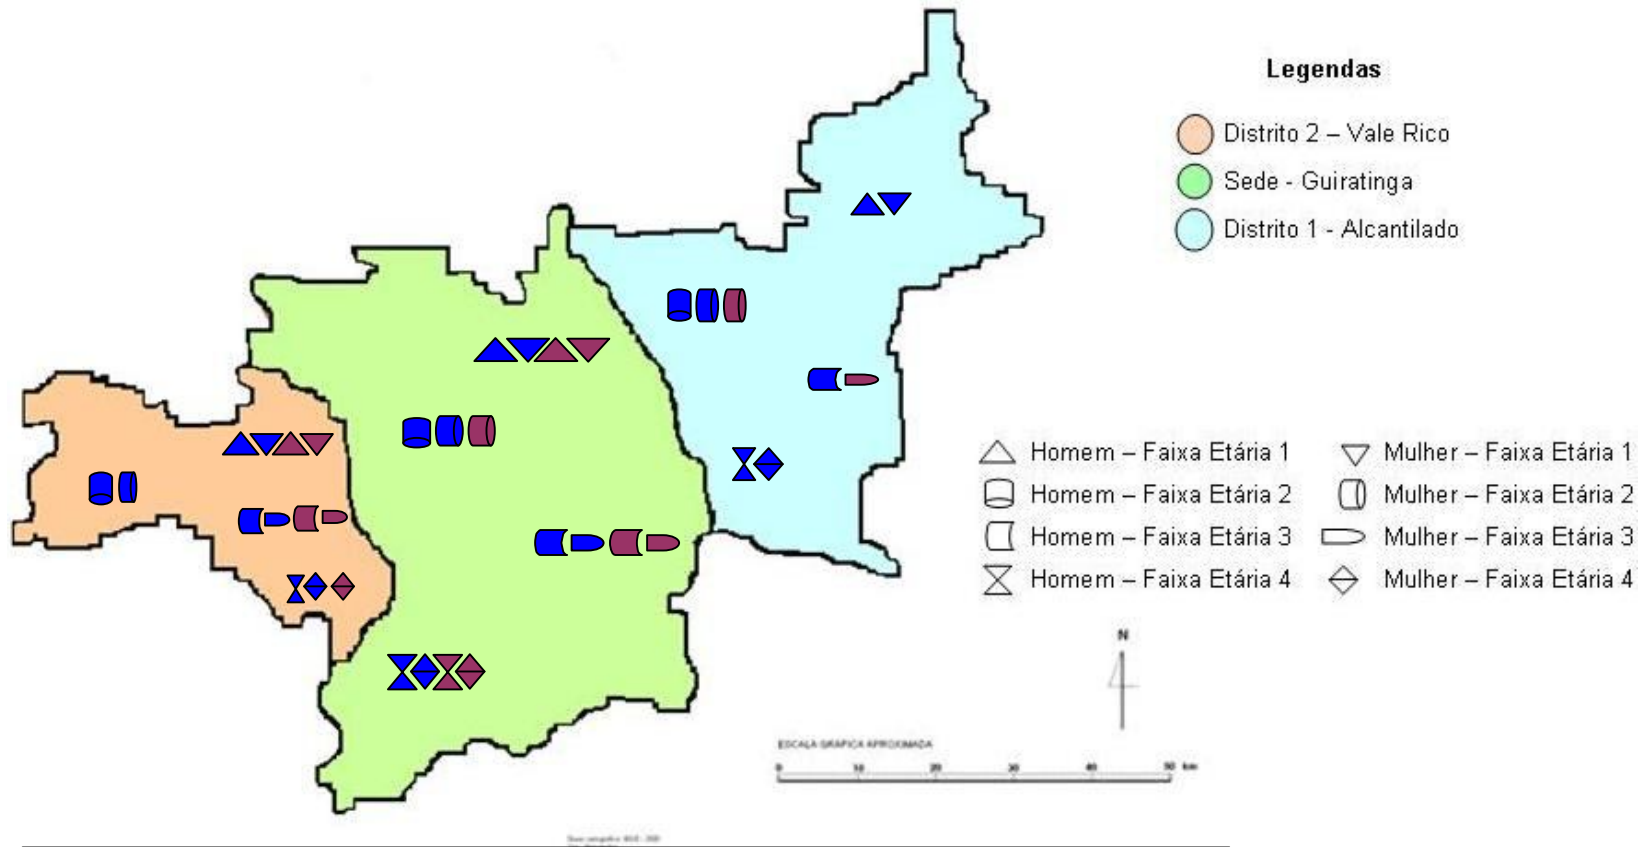 Legendas
Distrito 2 – Vale Rico
Sede - Guiratinga
Distrito 1 - Alcantilado
Homem – Faixa Etária 1
Mulher – Faixa Etária 1
Homem – Faixa Etária 2
Mulher – Faixa Etária 2
Homem – Faixa Etária 3
Mulher – Faixa Etária 3
Homem – Faixa Etária 4
Mulher – Faixa Etária 4
N
ESCALA GRÁFICA APROXIMADA
0 10 20 30 40 50 km